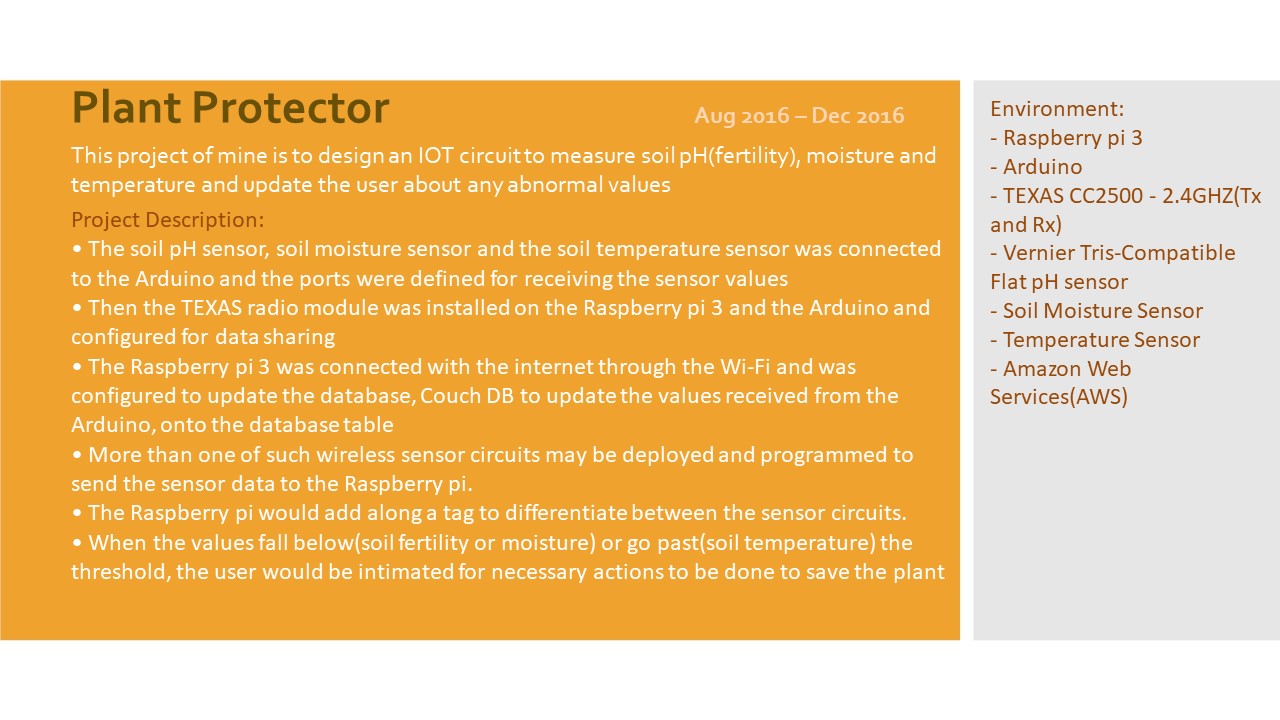 Plant Protector
Aug 2016 – Dec 2016
This project of mine is to design an IOT circuit to measure soil pH(fertility), moisture and
temperature and update the user about any abnormal values
Project Description:
• The soil pH sensor, soil moisture sensor and the soil temperature sensor was connected
to the Arduino and the ports were defined for receiving the sensor values
• Then the TEXAS radio module was installed on the Raspberry pi 3 and the Arduino and
configured for data sharing
• The Raspberry pi 3 was connected with the internet through the Wi-Fi and was
configured to update the database, Couch DB to update the values received from the
Arduino, onto the database table
• More than one of such wireless sensor circuits may be deployed and programmed to
send the sensor data to the Raspberry pi.
• The Raspberry pi would add along a tag to differentiate between the sensor circuits.
• When the values fall below(soil fertility or moisture) or go past(soil temperature) the
threshold, the user would be intimated for necessary actions to be done to save the plant
Environment:
- Raspberry pi 3
- Arduino
- TEXAS CC2500 - 2.4GHZ(Tx
and Rx)
- Vernier Tris-Compatible
Flat pH sensor
- Soil Moisture Sensor
- Temperature Sensor
- Amazon Web
Services(AWS)